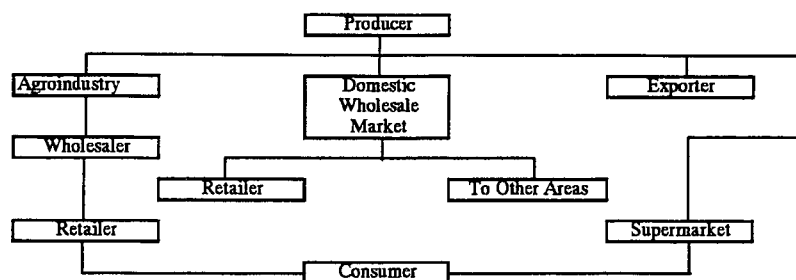 Producer
Agroindustry
Domestic
Wholesale
Market
Exporter
Wholesaler
Retailer
To Other Areas
Retailer
Supermarket
Consumer